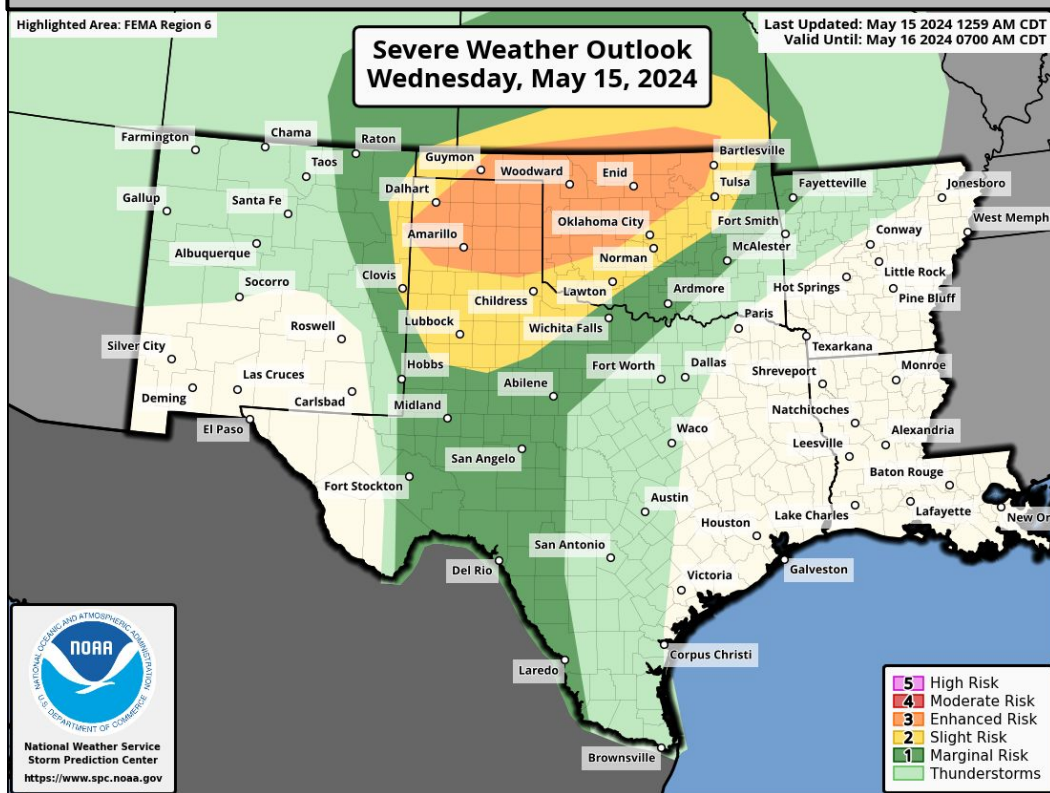 Highlighted Area: FEMA Region 6
Last Updated: May 15 2024 1259 AM CDT
Valid Until: May 16 2024 0700 AM CDT
Severe Weather Outlook
Wednesday, May 15, 2024
Farmington
Chama
Raton
Taos
Guymon
Woodward
Enid
Bartlesville
Gallup
Santa Fe
Dalhart
Tulsa
Fayetteville
Jonesboro
Albuquerque
Amarillo
Oklahoma City
Fort Smith
Conway
West Memph
Norman
McAlester
Socorro
Clovis
Childress
Lawton
Ardmore
Hot Springs
Little Rock
Pine Bluff
Roswell
Lubbock
Wichita Falls
Paris
Texarkana
Silver City
Las Cruces
Hobbs
Abilene
Fort Worth
Dallas
Shreveport
Monroe
Deming
Carlsbad
Midland
Natchitoches
El Paso
San Angelo
Waco
Leesville
Alexandria
Baton Rouge
Fort Stockton
Austin
Houston
Lake Charles
Lafayette
New Or
Del Rio
San Antonio
Galveston
Victoria
Laredo
Corpus Christi
Brownsville
NATIONAL OCEANIC AND ATMOSPHERIC ADMINISTRATION
NOAA
U.S. DEPARTMENT OF COMMERCE
National Weather Service
Storm Prediction Center
https://www.spc.noaa.gov
5 High Risk
4 Moderate Risk
3 Enhanced Risk
2 Slight Risk
1 Marginal Risk
Thunderstorms